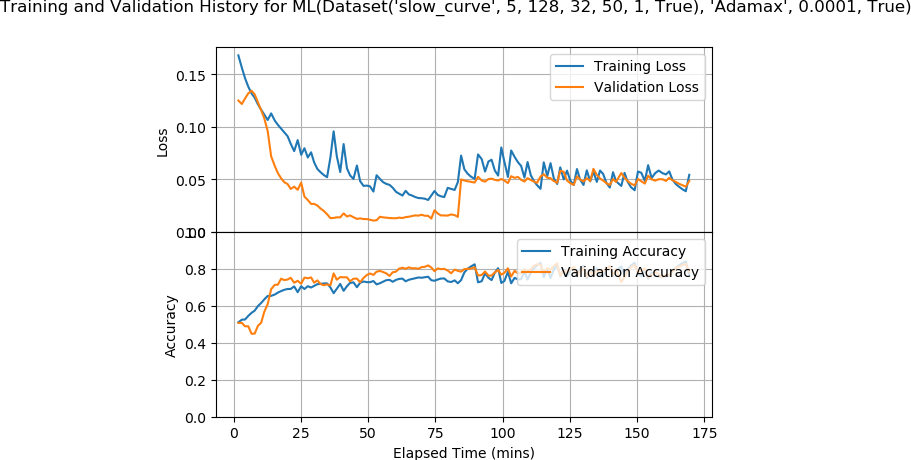 Training and Validation History for ML(Dataset('slow_curve', 5, 128, 32, 50, 1, True), 'Adamax', 0.0001, True)
Training Loss
Validation Loss
0.15
0.10
0.05
0.00
Loss
1.0
Training Accuracy
Validation Accuracy
0.8
0.6
0.4
0.2
0.0
Accuracy
0 25 50 75 100 125 150 175
Elapsed Time (mins)